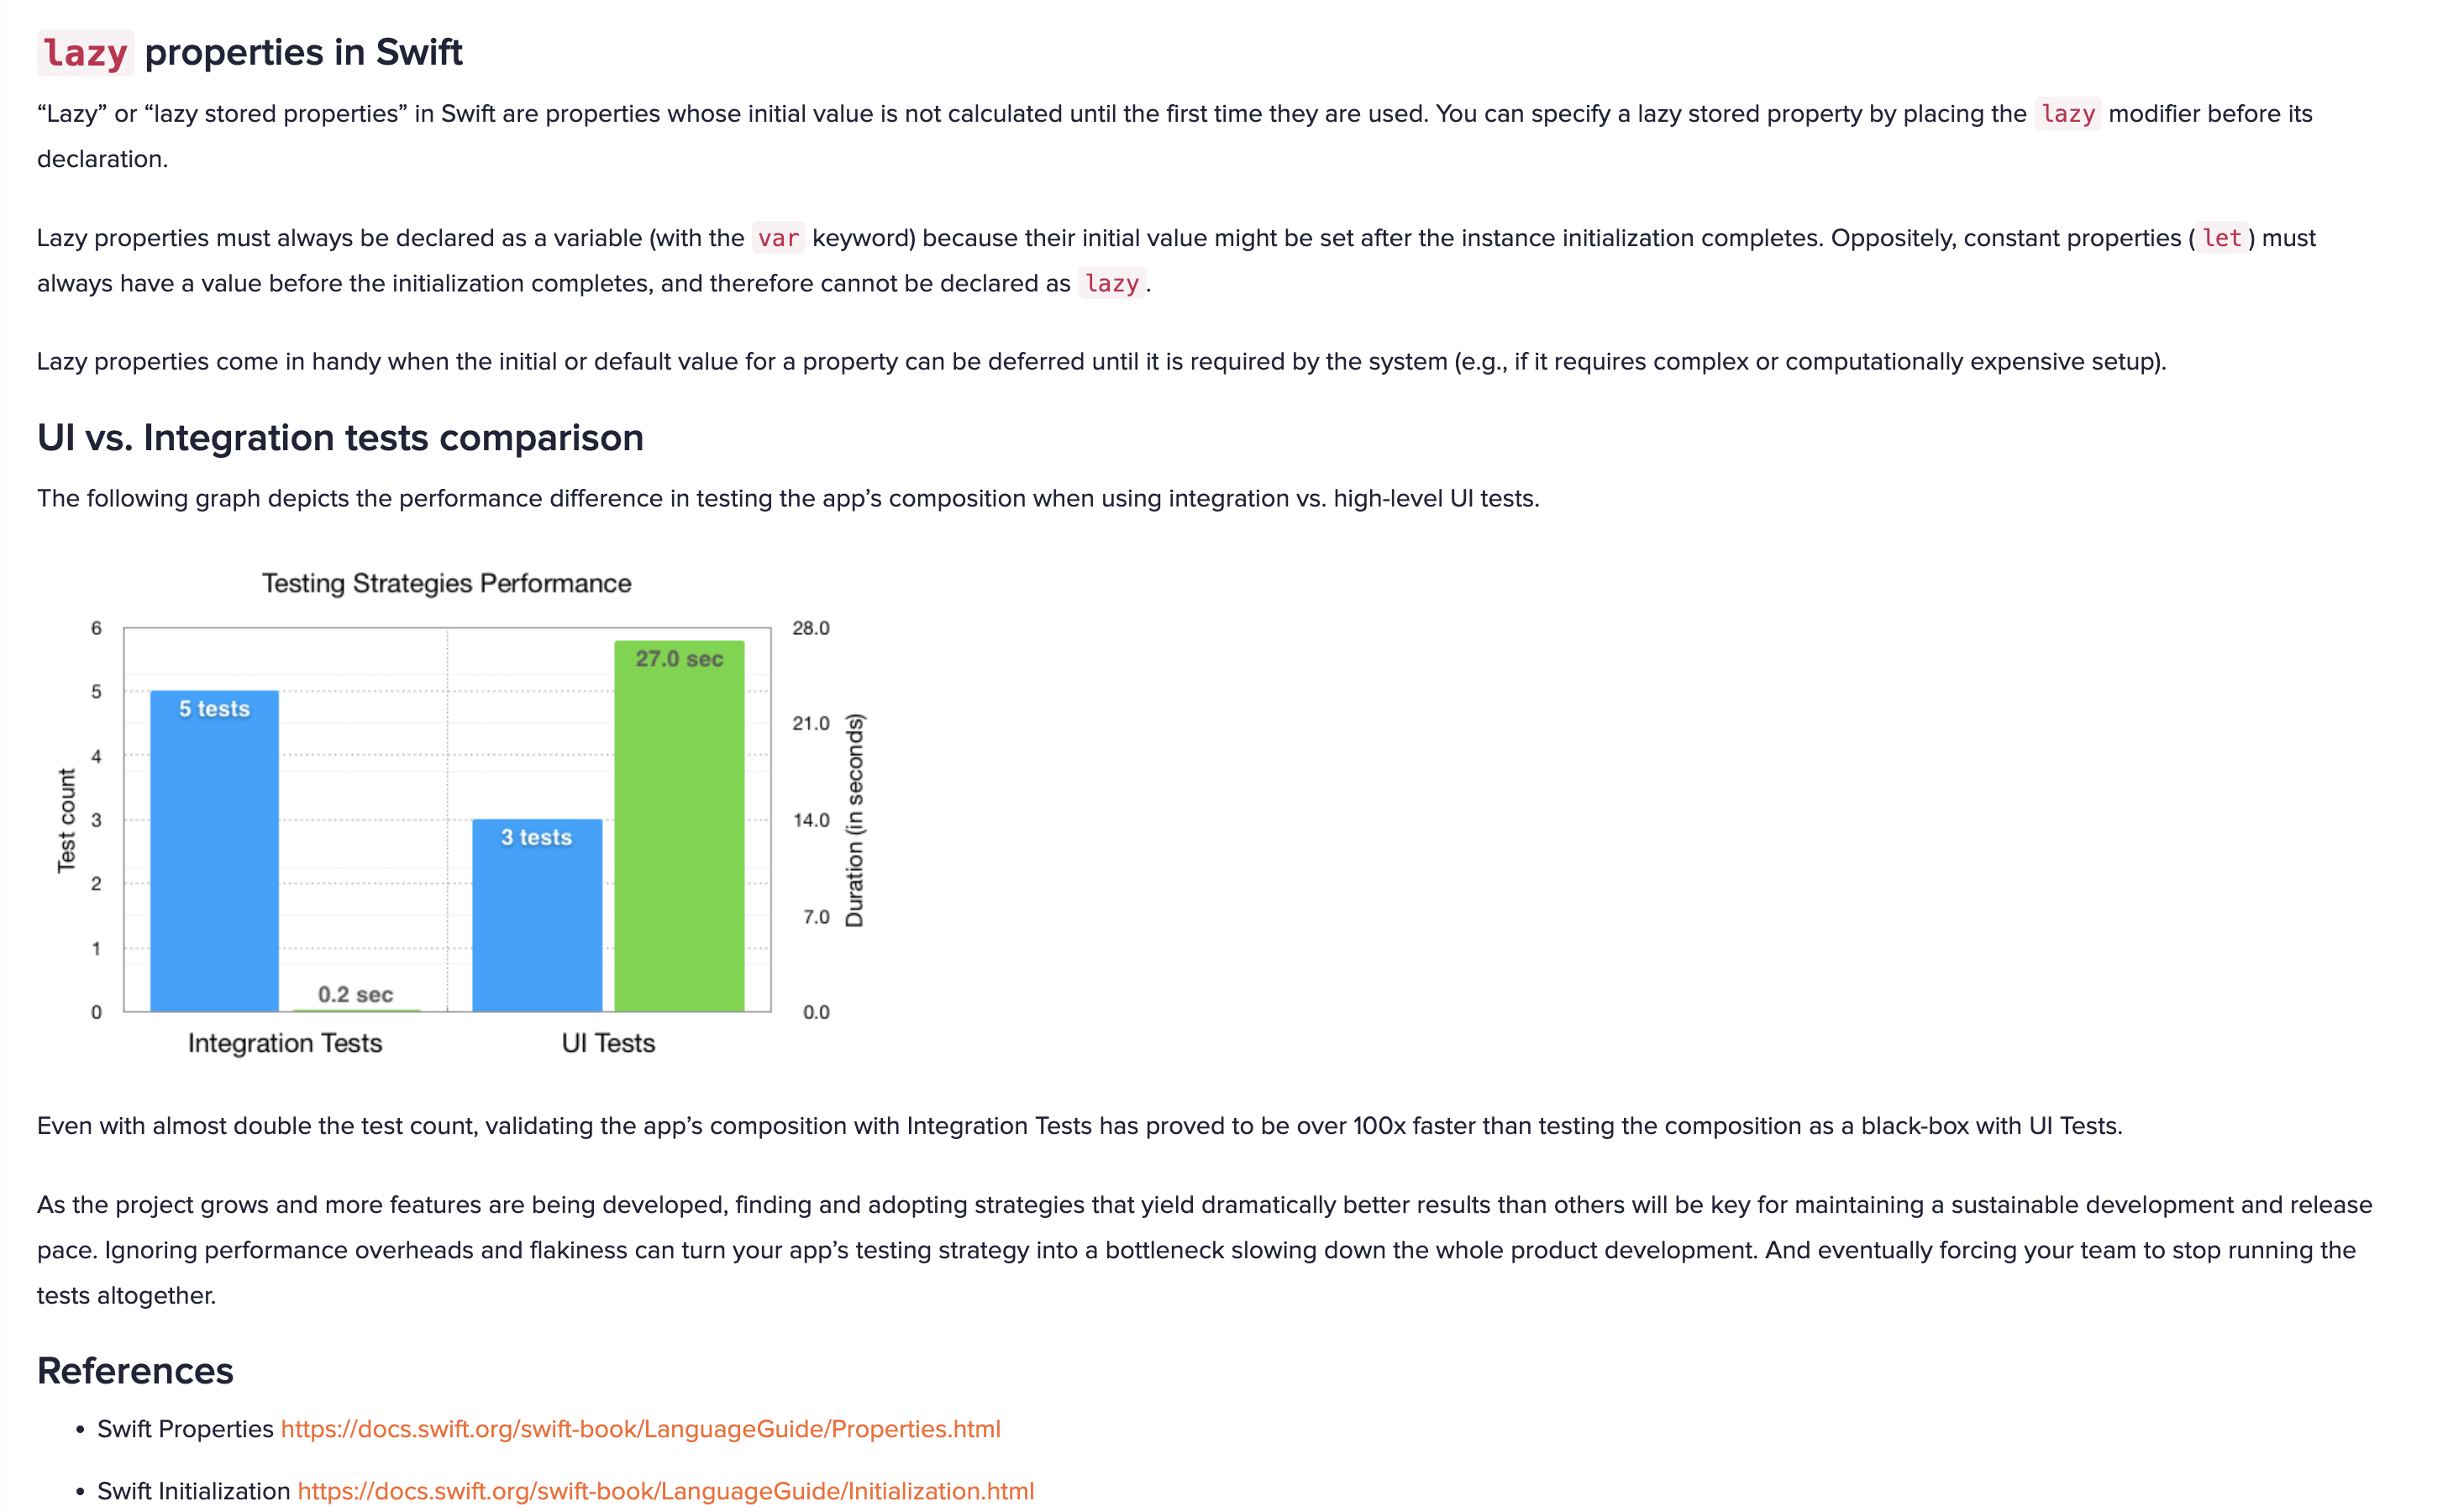 lazy properties in Swift
“Lazy” or “lazy stored properties” in Swift are properties whose initial value is not calculated until the first time they are used. You can specify a lazy stored property by placing the lazy modifier before its
declaration.
Lazy properties must always be declared as a variable (with the var keyword) because their initial value might be set after the instance initialization completes. Oppositely, constant properties ( let ) must
always have a value before the initialization completes, and therefore cannot be declared as lazy.
Lazy properties come in handy when the initial or default value for a property can be deferred until it is required by the system (e.g., if it requires complex or computationally expensive setup).
UI vs. Integration tests comparison
The following graph depicts the performance difference in testing the app’s composition when using integration vs. high-level UI tests.
Testing Strategies Performance
6
5
4
3
2
1
0
Test count
5 tests
0.2 sec
3 tests
27.0 sec
28.0
21.0
14.0
7.0
0.0
Duration (in seconds)
Integration Tests
UI Tests
Even with almost double the test count, validating the app’s composition with Integration Tests has proved to be over 100x faster than testing the composition as a black-box with UI Tests.
As the project grows and more features are being developed, finding and adopting strategies that yield dramatically better results than others will be key for maintaining a sustainable development and release
pace. Ignoring performance overheads and flakiness can turn your app’s testing strategy into a bottleneck slowing down the whole product development. And eventually forcing your team to stop running the
tests altogether.
References
• Swift Properties https://docs.swift.org/swift-book/LanguageGuide/Properties.html
• Swift Initialization https://docs.swift.org/swift-book/LanguageGuide/Initialization.html